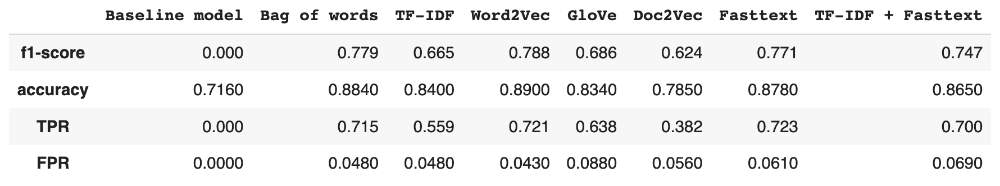 Baseline model Bag of words TF-IDF Word2Vec GloVe Doc2Vec Fasttext TF-IDF + Fasttext
f1-score 0.000 0.779 0.665 0.788 0.686 0.624 0.771 0.747
accuracy 0.7160 0.8840 0.8400 0.8900 0.8340 0.7850 0.8780 0.8650
TPR 0.000 0.715 0.559 0.721 0.638 0.382 0.723 0.700
FPR 0.0000 0.0480 0.0480 0.0430 0.0880 0.0560 0.0610 0.0690